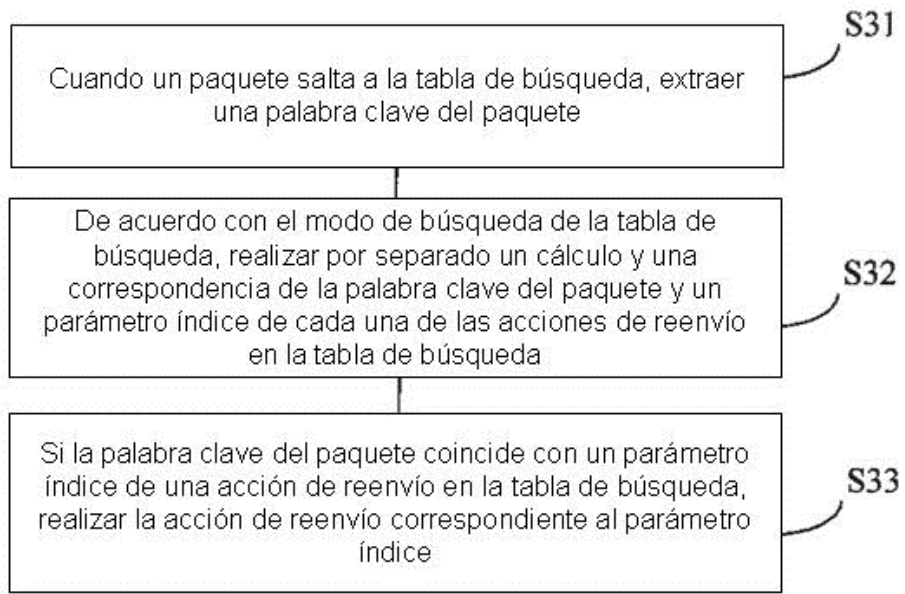 S31
Cuando un paquete salta a la tabla de búsqueda, extraer
una palabra clave del paquete
De acuerdo con el modo de búsqueda de la tabla de
búsqueda, realizar por separado un cálculo y una
correspondencia de la palabra clave del paquete y un
parámetro índice de cada una de las acciones de reenvío
en la tabla de búsqueda
S32
Si la palabra clave del paquete coincide con un parámetro
índice de una acción de reenvío en la tabla de búsqueda,
realizar la acción de reenvío correspondiente al parámetro
índice
S33